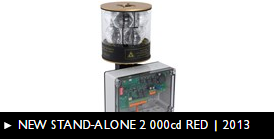 ► NEW STAND-ALONE 2 000cd RED | 2013